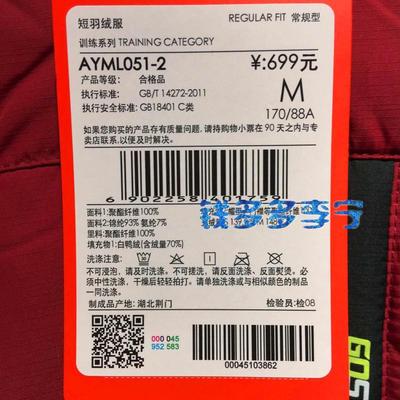 短羽绒服
REGULAR FIT 常规型
训练系列 TRAINING CATEGORY
AYML051-2
¥:699元
产品等级: 合格品
执行标准: GB/T 14272-2011
M
执行安全标准: GB18401 C类
170/88A
如果您购买的产品存在质量问题,请持购物小票在 90 天之内与专卖店联系,以便及时解决。
6 902258 201759
钱多多李宁
面料1:聚酯纤维100%
面料2:锦纶93% 氨纶7%
里料:聚酯纤维100%
填充物1:白鸭绒(含绒量70%)
洗涤注意:
不可浸泡,请及时洗涤。不可搓洗,请反面洗涤、反面熨烫。必须中性洗涤,干燥后轻轻拍打。请单独洗涤或与相似颜色的制品一同洗涤。
制成品产地: 湖北荆门
检验员:检08
000 045
952 583
00045103862
GOS